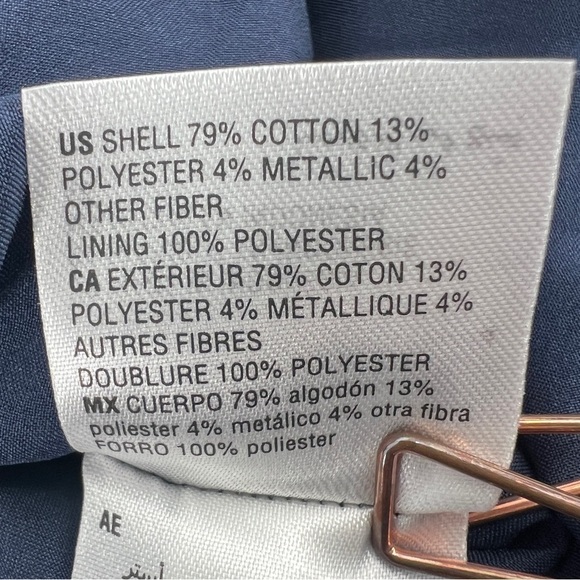 US SHELL 79% COTTON 13%
POLYESTER 4% METALLIC 4%
OTHER FIBER
LINING 100% POLYESTER
CA EXTÉRIEUR 79% COTON 13%
POLYESTER 4% MÉTALLIQUE 4%
AUTRES FIBRES
DOUBLURE 100% POLYESTER
MX CUERPO 79% algodón 13%
poliester 4% metálico 4% otra fibra
FORRO 100% poliester
AE